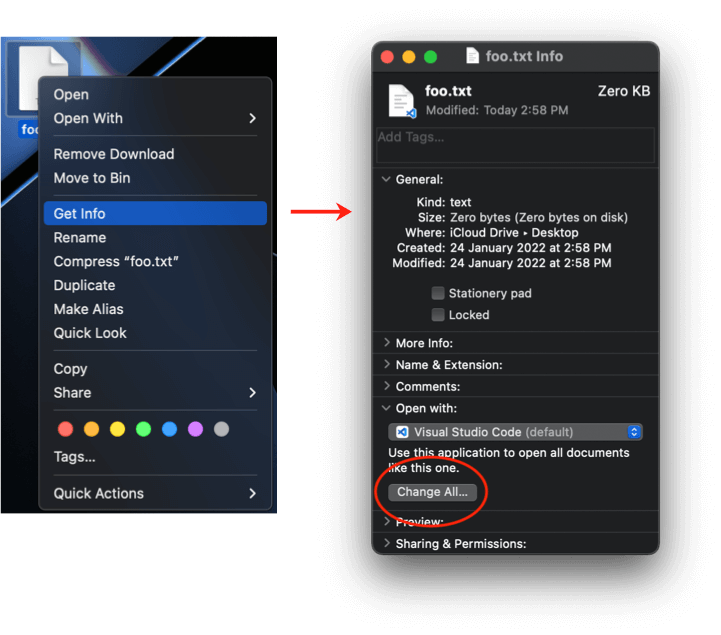 foo
Open
Open With
Remove Download
Move to Bin
Get Info
Rename
Compress “foo.txt”
Duplicate
Make Alias
Quick Look
Copy
Share
Tags...
Quick Actions
foo.txt Info
foo.txt Zero KB
Modified: Today 2:58 PM
Add Tags...
General:
Kind: text
Size: Zero bytes (Zero bytes on disk)
Where: iCloud Drive ▸ Desktop
Created: 24 January 2022 at 2:58 PM
Modified: 24 January 2022 at 2:58 PM
Stationery pad
Locked
More Info:
Name & Extension:
Comments:
Open with:
Visual Studio Code (default)
Use this application to open all documents
like this one.
Change All...
Preview:
Sharing & Permissions: